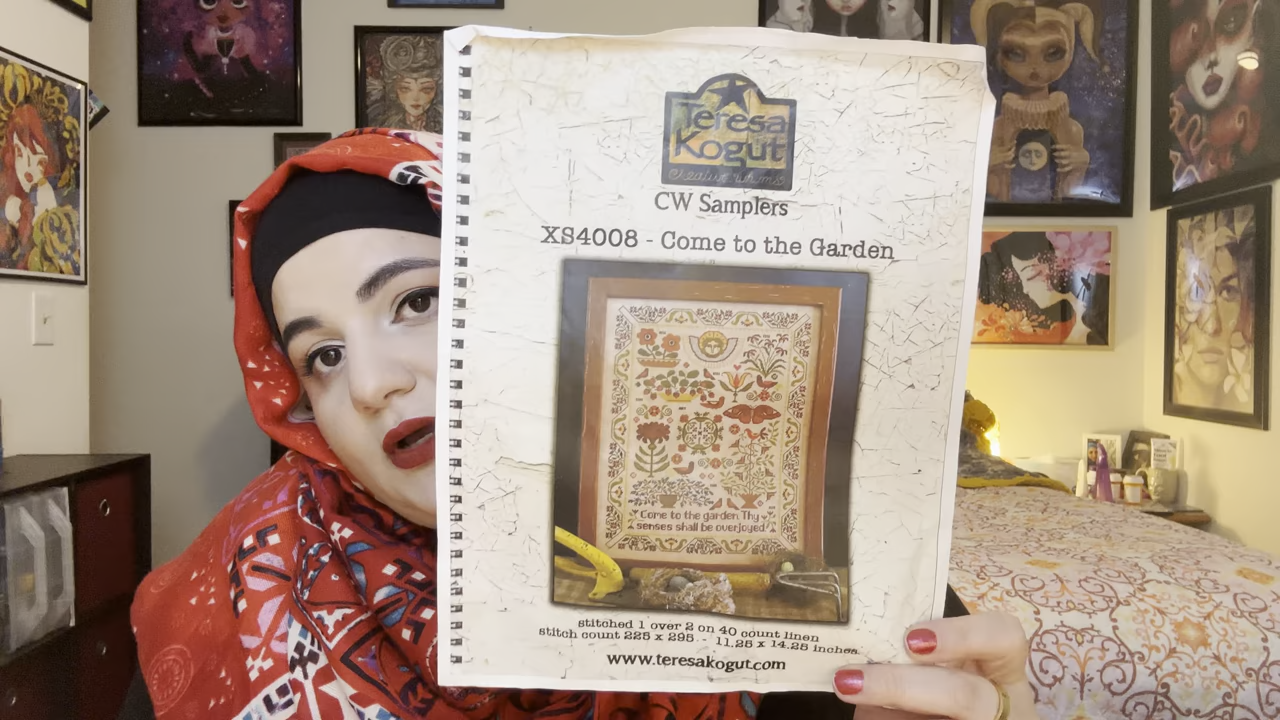 Teresa
Kogut
CW Samplers
XS4008 - Come to the Garden
Come to the garden Thy
senses shall be overjoyed
stitched 1 over 2 on 40 count linen
stitch count 225 x 295 - 11.25 x 14.25 inches
www.teresakogut.com